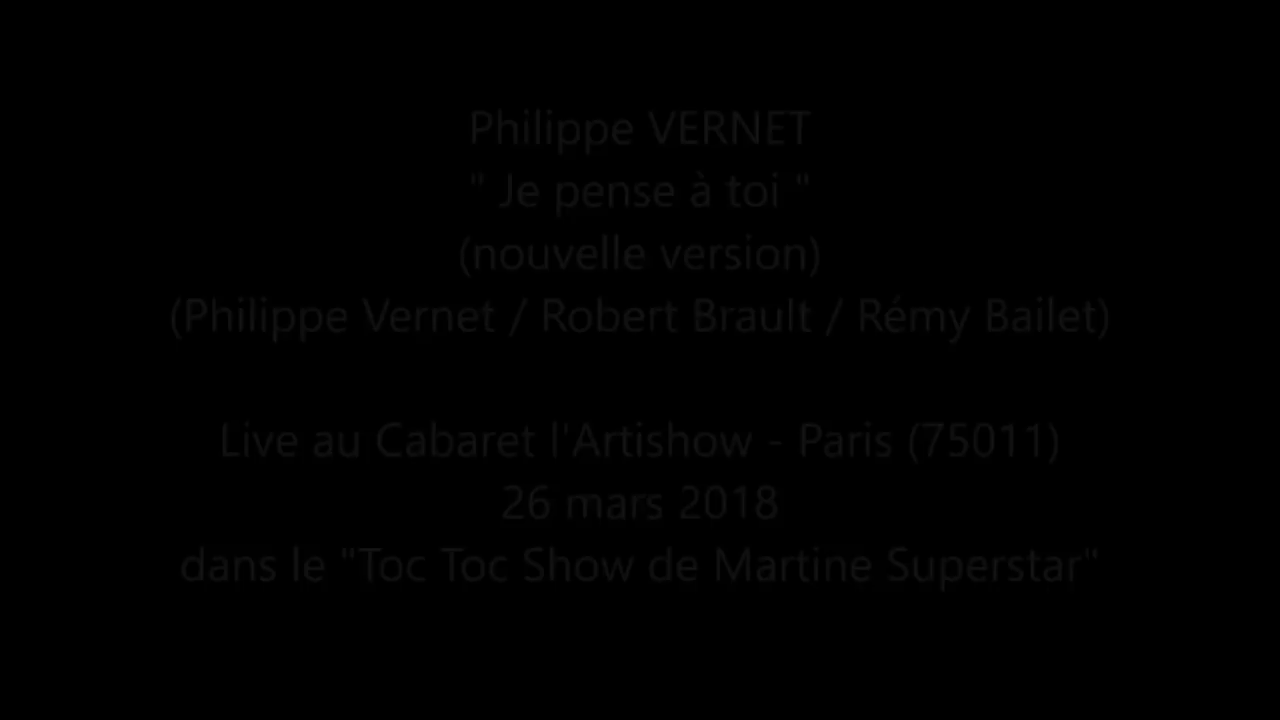 Philippe VERNET
" Je pense à toi "
(nouvelle version)
(Philippe Vernet / Robert Brault / Rémy Bailet)
Live au Cabaret l'Artishow - Paris (75011)
26 mars 2018
dans le "Toc Toc Show de Martine Superstar"